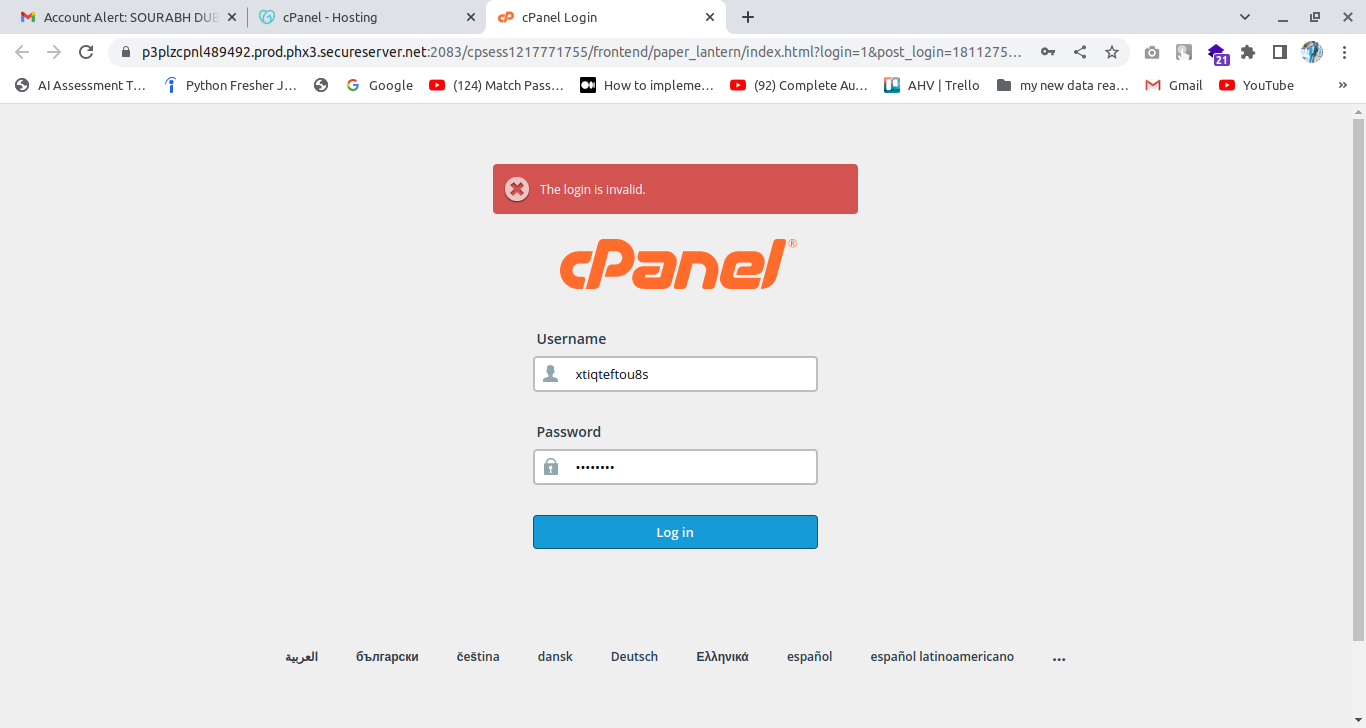 Account Alert: SOURABH DUB
cPanel - Hosting
cPanel Login
p3plzcpnl489492.prod.phx3.secureserver.net:2083/cpsess1217771755/frontend/paper_lantern/index.html?login=1&post_login=1811275…
21
AI Assessment T…
Python Fresher J…
Google
(124) Match Pass…
How to impleme…
(92) Complete Au…
AHV | Trello
my new data rea…
Gmail
YouTube
»
The login is invalid.
cPanel®
Username
xtiqteftou8s
Password
••••••••
Log in
العربية
български
čeština
dansk
Deutsch
Ελληνικά
español
español latinoamericano
…